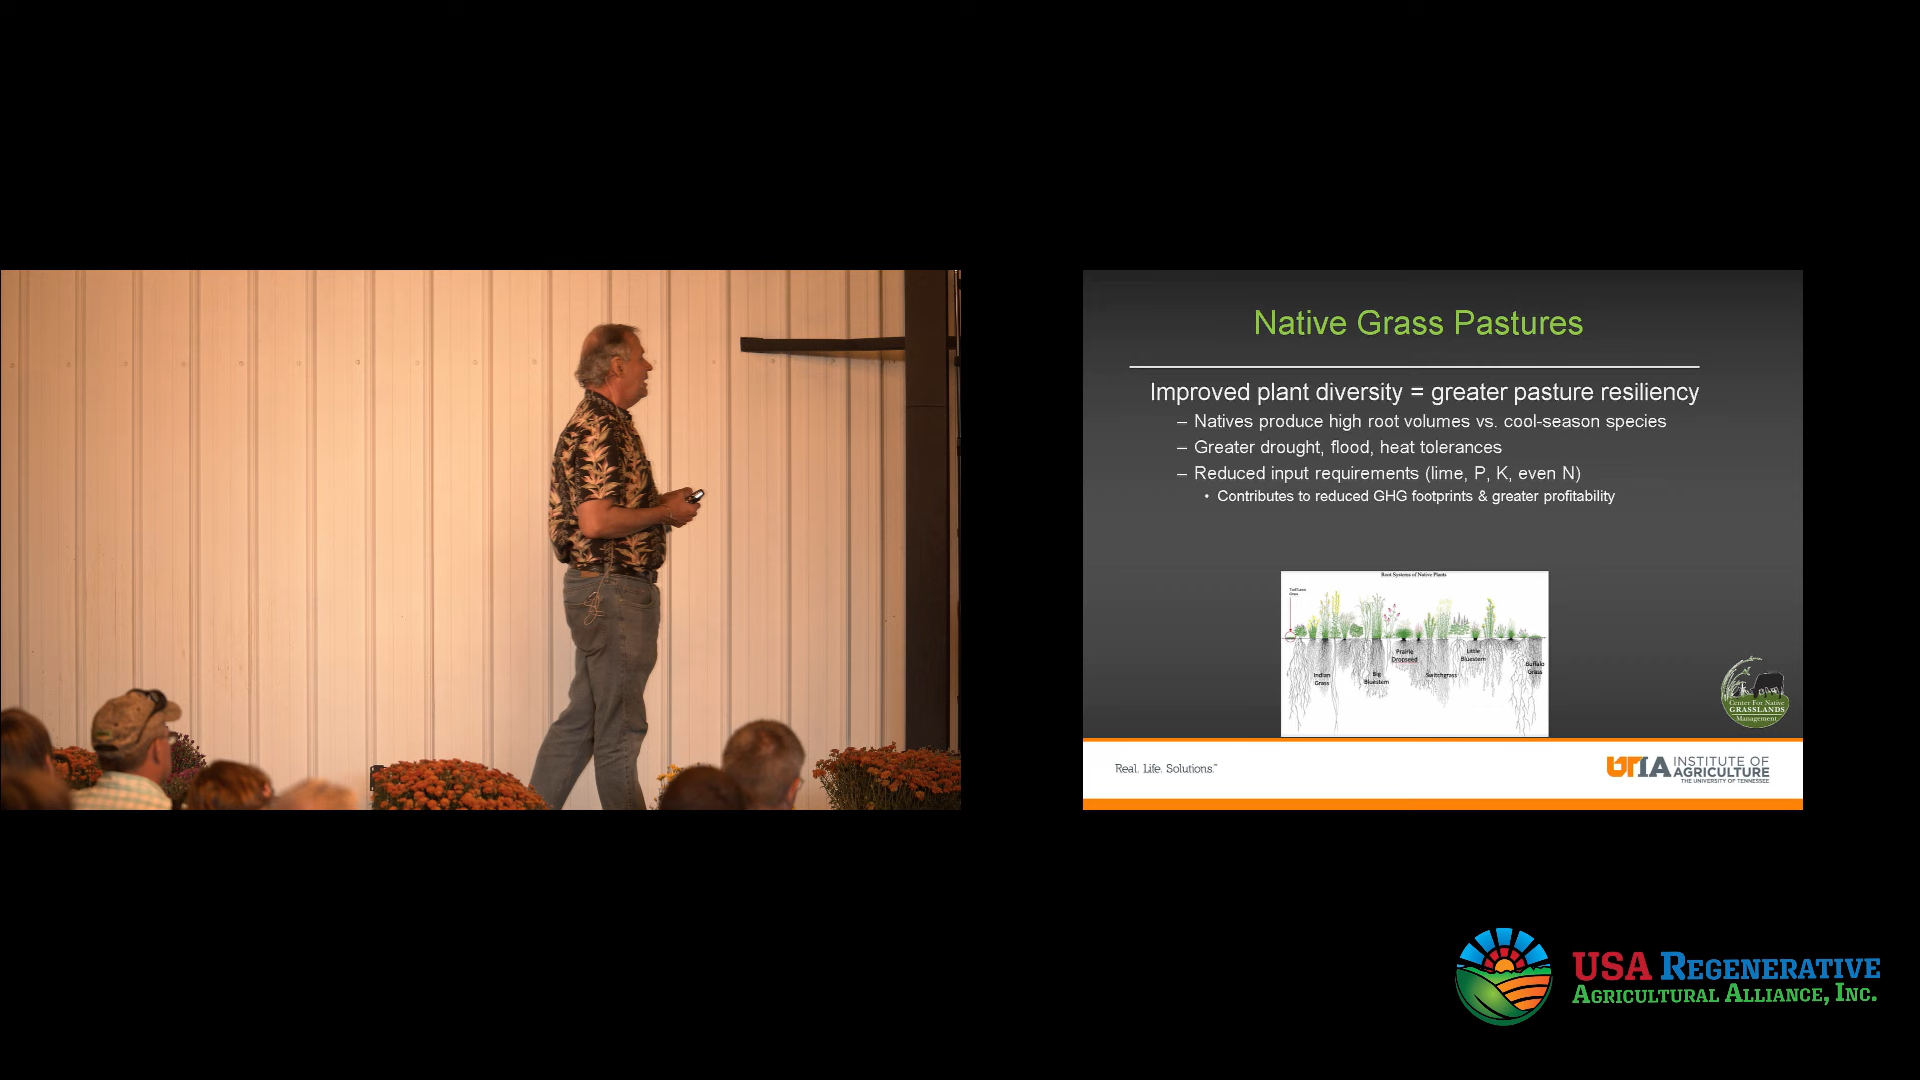 Native Grass Pastures
Improved plant diversity = greater pasture resiliency
– Natives produce high root volumes vs. cool-season species
– Greater drought, flood, heat tolerances
– Reduced input requirements (lime, P, K, even N)
• Contributes to reduced GHG footprints & greater profitability
Root Systems of Native Plants
Indian
Grass
Big
Bluestem
Prairie
Dropseed
Switchgrass
Little
Bluestem
Buffalo
Grass
Center For Native
GRASSLANDS
Management
Real. Life. Solutions.™
UTIA INSTITUTE OF
AGRICULTURE
THE UNIVERSITY OF TENNESSEE
USA REGENERATIVE
AGRICULTURAL ALLIANCE, INC.